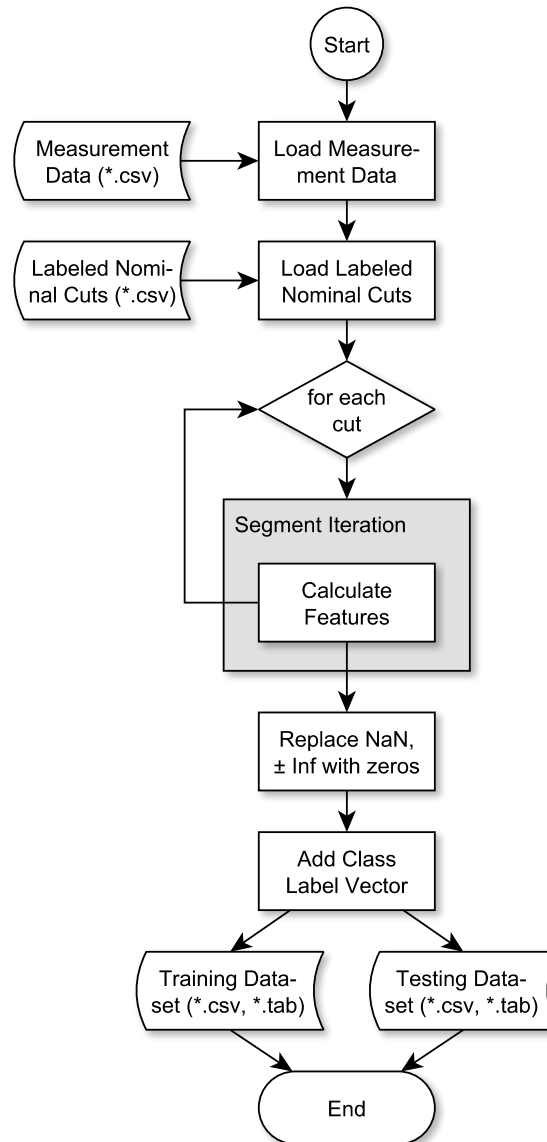 Start
Measurement
Data (*.csv)
Load Measure-
ment Data
Labeled Nomi-
nal Cuts (*.csv)
Load Labeled
Nominal Cuts
for each
cut
Segment Iteration
Calculate
Features
Replace NaN,
± Inf with zeros
Add Class
Label Vector
Training Data-
set (*.csv, *.tab)
Testing Data-
set (*.csv, *.tab)
End